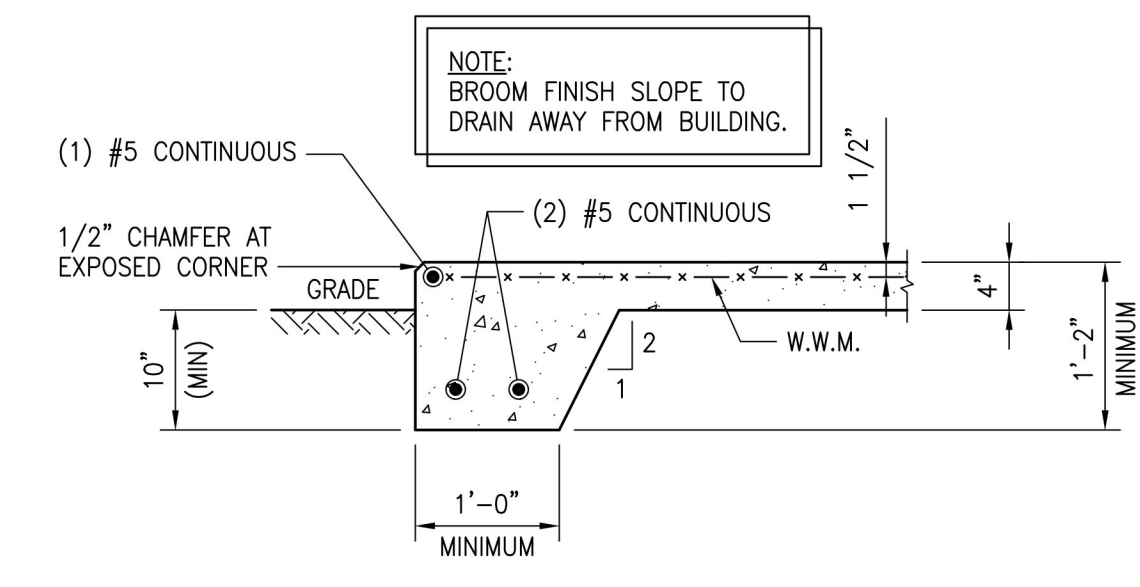 NOTE:
BROOM FINISH SLOPE TO
DRAIN AWAY FROM BUILDING.
(1) #5 CONTINUOUS
1 1/2"
(2) #5 CONTINUOUS
1/2" CHAMFER AT
EXPOSED CORNER
GRADE
4"
10"
(MIN)
2
1
W.W.M.
1'-2"
MINIMUM
1'-0"
MINIMUM